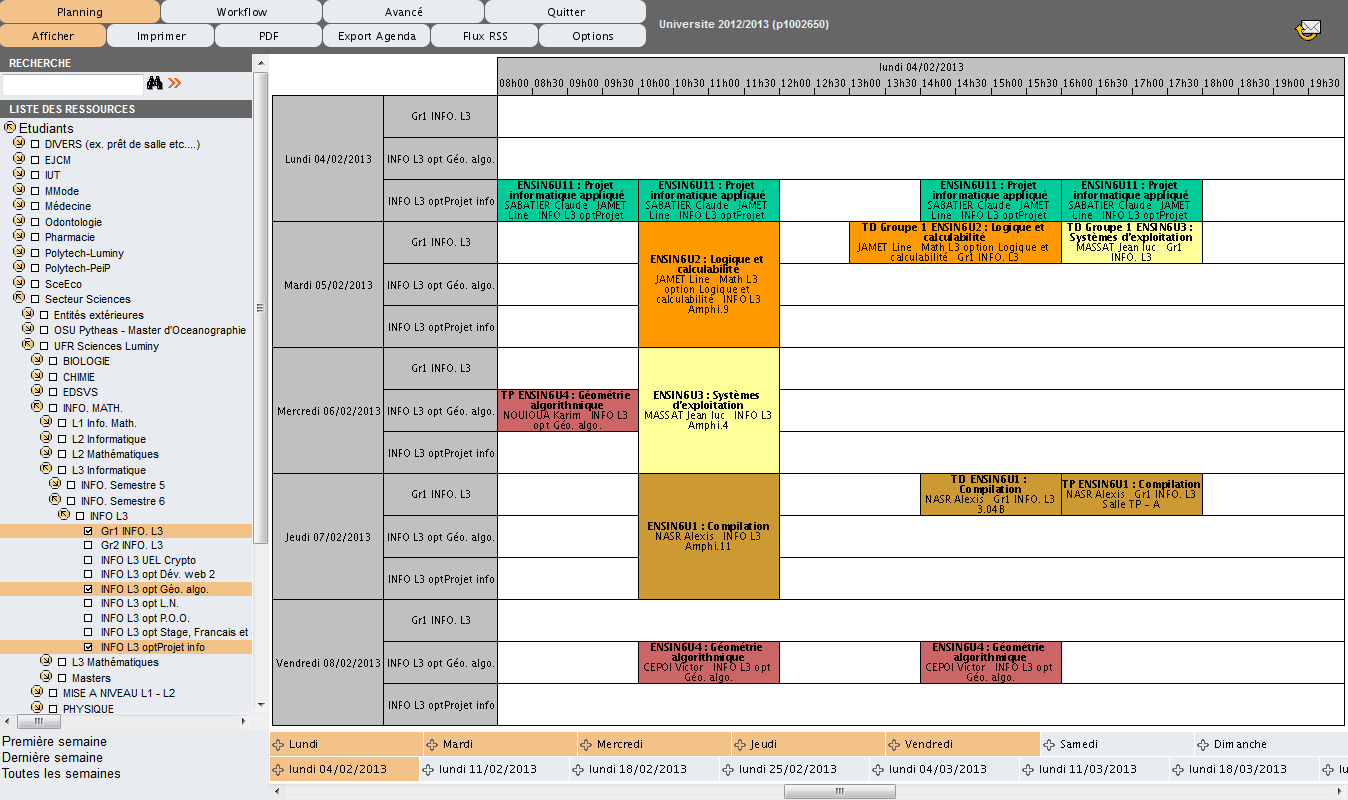 Planning Workflow Avancé Quitter
Afficher Imprimer PDF Export Agenda Flux RSS Options
Universite 2012/2013 (p1002650)
RECHERCHE
LISTE DES RESSOURCES
Etudiants
DIVERS (ex. prêt de salle etc....)
EJCM
IUT
MMode
Médecine
Odontologie
Pharmacie
Polytech-Luminy
Polytech-PeiP
SceEco
Secteur Sciences
Entités extérieures
OSU Pytheas - Master d'Oceanographie
UFR Sciences Luminy
BIOLOGIE
CHIMIE
EDSVS
INFO. MATH.
L1 Info. Math.
L2 Informatique
L2 Mathématiques
L3 Informatique
INFO. Semestre 5
INFO. Semestre 6
INFO L3
Gr1 INFO. L3
Gr2 INFO. L3
INFO L3 UEL Crypto
INFO L3 opt Dév. web 2
INFO L3 opt Géo. algo.
INFO L3 opt L.N.
INFO L3 opt P.O.O.
INFO L3 opt Stage, Francais et
INFO L3 optProjet info
L3 Mathématiques
Masters
MISE A NIVEAU L1 - L2
PHYSIQUE
Première semaine
Dernière semaine
Toutes les semaines
lundi 04/02/2013
08h00 08h30 09h00 09h30 10h00 10h30 11h00 11h30 12h00 12h30 13h00 13h30 14h00 14h30 15h00 15h30 16h00 16h30 17h00 17h30 18h00 18h30 19h00 19h30
Lundi 04/02/2013
Gr1 INFO. L3
INFO L3 opt Géo. algo.
INFO L3 optProjet info
ENSIN6U11 : Projet
informatique appliqué
SABATIER Claude JAMET
Line INFO L3 optProjet
ENSIN6U11 : Projet
informatique appliqué
SABATIER Claude JAMET
Line INFO L3 optProjet
ENSIN6U11 : Projet
informatique appliqué
SABATIER Claude JAMET
Line INFO L3 optProjet
ENSIN6U11 : Projet
informatique appliqué
SABATIER Claude JAMET
Line INFO L3 optProjet
Mardi 05/02/2013
Gr1 INFO. L3
INFO L3 opt Géo. algo.
INFO L3 optProjet info
ENSIN6U2 : Logique et
calculabilité
JAMET Line Math L3
option Logique et
calculabilité INFO L3
Amphi.9
TD Groupe 1 ENSIN6U2 : Logique et
calculabilité
JAMET Line Math L3 option Logique et
calculabilité Gr1 INFO. L3
TD Groupe 1 ENSIN6U3 :
Systèmes d'exploitation
MASSAT Jean luc Gr1
INFO. L3
Mercredi 06/02/2013
Gr1 INFO. L3
INFO L3 opt Géo. algo.
INFO L3 optProjet info
TP ENSIN6U4 : Géométrie
algorithmique
NOUIOUA Karim INFO L3
opt Géo. algo.
ENSIN6U3 : Systèmes
d'exploitation
MASSAT Jean luc INFO L3
Amphi.4
Jeudi 07/02/2013
Gr1 INFO. L3
INFO L3 opt Géo. algo.
INFO L3 optProjet info
ENSIN6U1 : Compilation
NASR Alexis INFO L3
Amphi.11
TD ENSIN6U1 :
Compilation
NASR Alexis Gr1 INFO. L3
3.04B
TP ENSIN6U1 : Compilation
NASR Alexis Gr1 INFO. L3
Salle TP - A
Vendredi 08/02/2013
Gr1 INFO. L3
INFO L3 opt Géo. algo.
INFO L3 optProjet info
ENSIN6U4 : Géométrie
algorithmique
CEPOI Victor INFO L3 opt
Géo. algo.
ENSIN6U4 : Géométrie
algorithmique
CEPOI Victor INFO L3 opt
Géo. algo.
Lundi Mardi Mercredi Jeudi Vendredi Samedi Dimanche
lundi 04/02/2013 lundi 11/02/2013 lundi 18/02/2013 lundi 25/02/2013 lundi 04/03/2013 lundi 11/03/2013 lundi 18/03/2013 lu